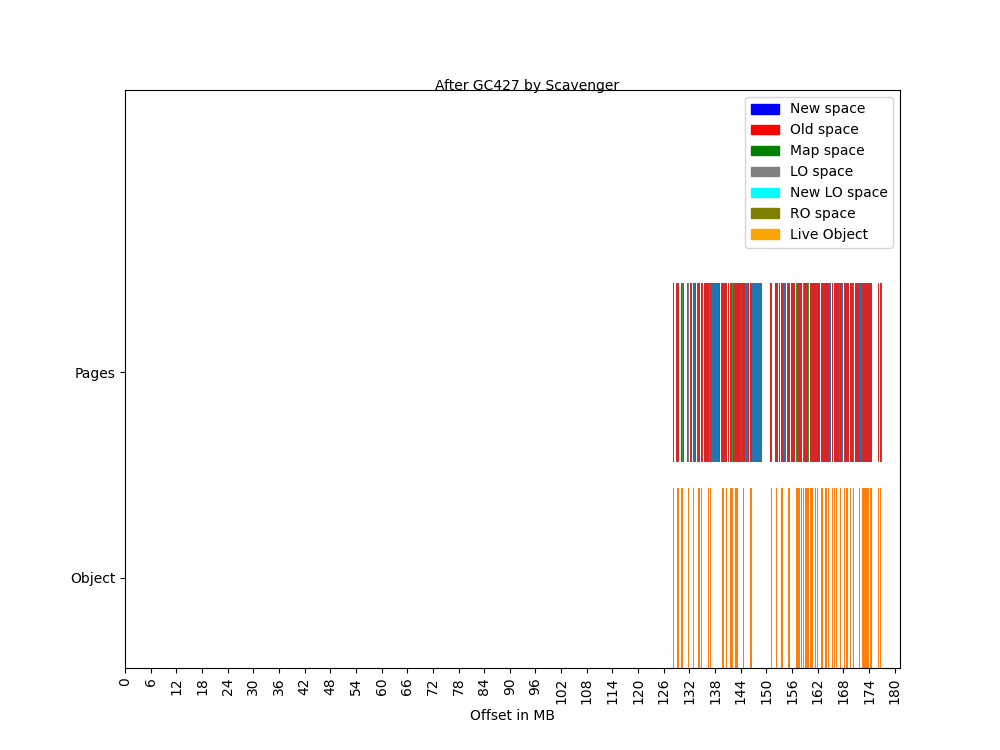 After GC427 by Scavenger
New space
Old space
Map space
LO space
New LO space
RO space
Live Object
Pages
Object
0 6 12 18 24 30 36 42 48 54 60 66 72 78 84 90 96 102 108 114 120 126 132 138 144 150 156 162 168 174 180
Offset in MB